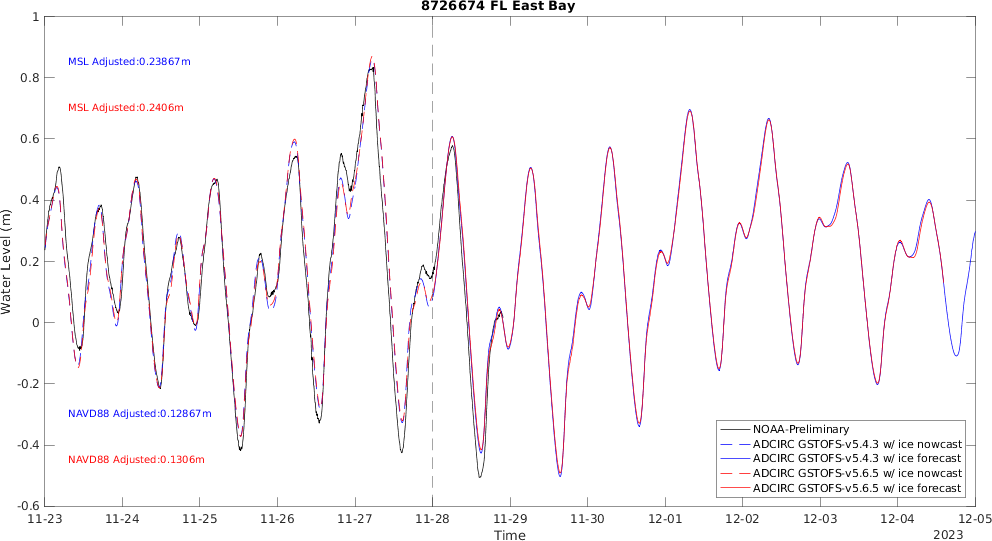 8726674 FL East Bay
Water Level (m)
1
0.8
0.6
0.4
0.2
0
-0.2
-0.4
-0.6
MSL Adjusted:0.23867m
MSL Adjusted:0.2406m
NAVD88 Adjusted:0.12867m
NAVD88 Adjusted:0.1306m
NOAA-Preliminary
ADCIRC GSTOFS-v5.4.3 w/ ice nowcast
ADCIRC GSTOFS-v5.4.3 w/ ice forecast
ADCIRC GSTOFS-v5.6.5 w/ ice nowcast
ADCIRC GSTOFS-v5.6.5 w/ ice forecast
11-23 11-24 11-25 11-26 11-27 11-28 11-29 11-30 12-01 12-02 12-03 12-04 12-05
Time
2023